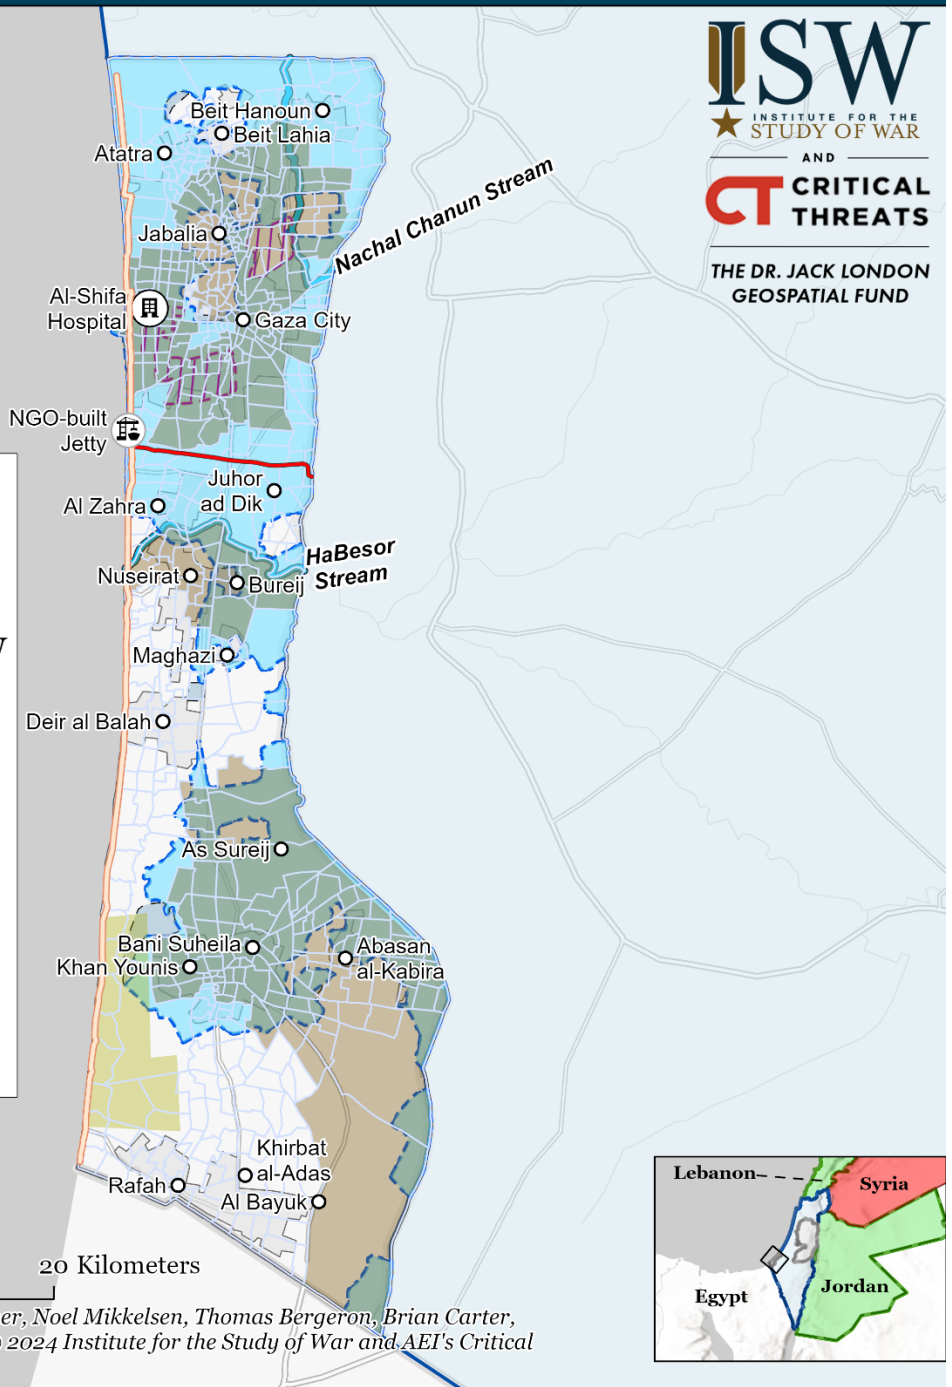 ISW
INSTITUTE FOR THE
STUDY OF WAR
AND
CT CRITICAL
THREATS
THE DR. JACK LONDON
GEOSPATIAL FUND
Beit Hanoun
Beit Lahia
Atatra
Nachal Chanun Stream
Jabalia
Al-Shifa
Hospital
Gaza City
NGO-built
Jetty
Juhor
ad Dik
Al Zahra
HaBesor
Stream
Nuseirat
Bureij
Maghazi
Deir al Balah
As Sureij
Bani Suheila
Khan Younis
Abasan
al-Kabira
Khirbat
al-Adas
Rafah
Al Bayuk
Lebanon
Syria
Egypt
Jordan
20 Kilometers
er, Noel Mikkelsen, Thomas Bergeron, Brian Carter,
2024 Institute for the Study of War and AEI's Critical